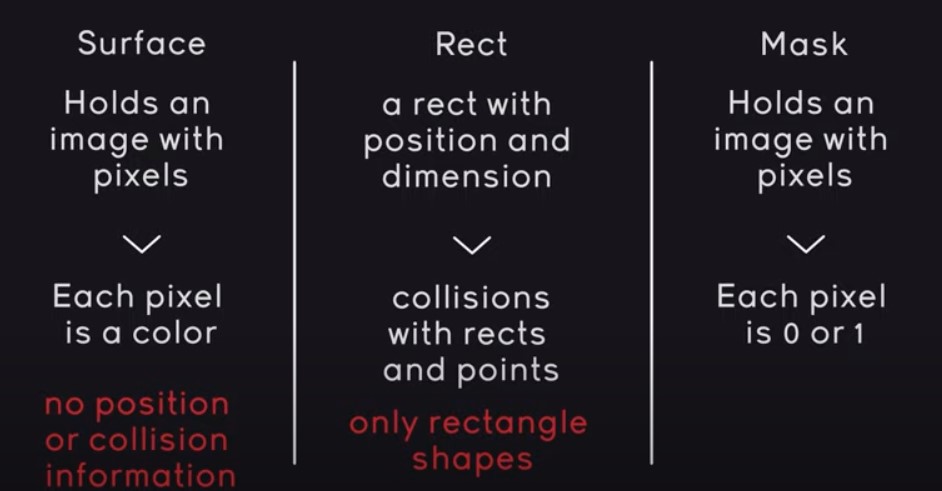 Surface
Holds an
image with
pixels
Each pixel
is a color
no position
or collision
information
Rect
a rect with
position and
dimension
collisions
with rects
and points
only rectangle
shapes
Mask
Holds an
image with
pixels
Each pixel
is 0 or 1